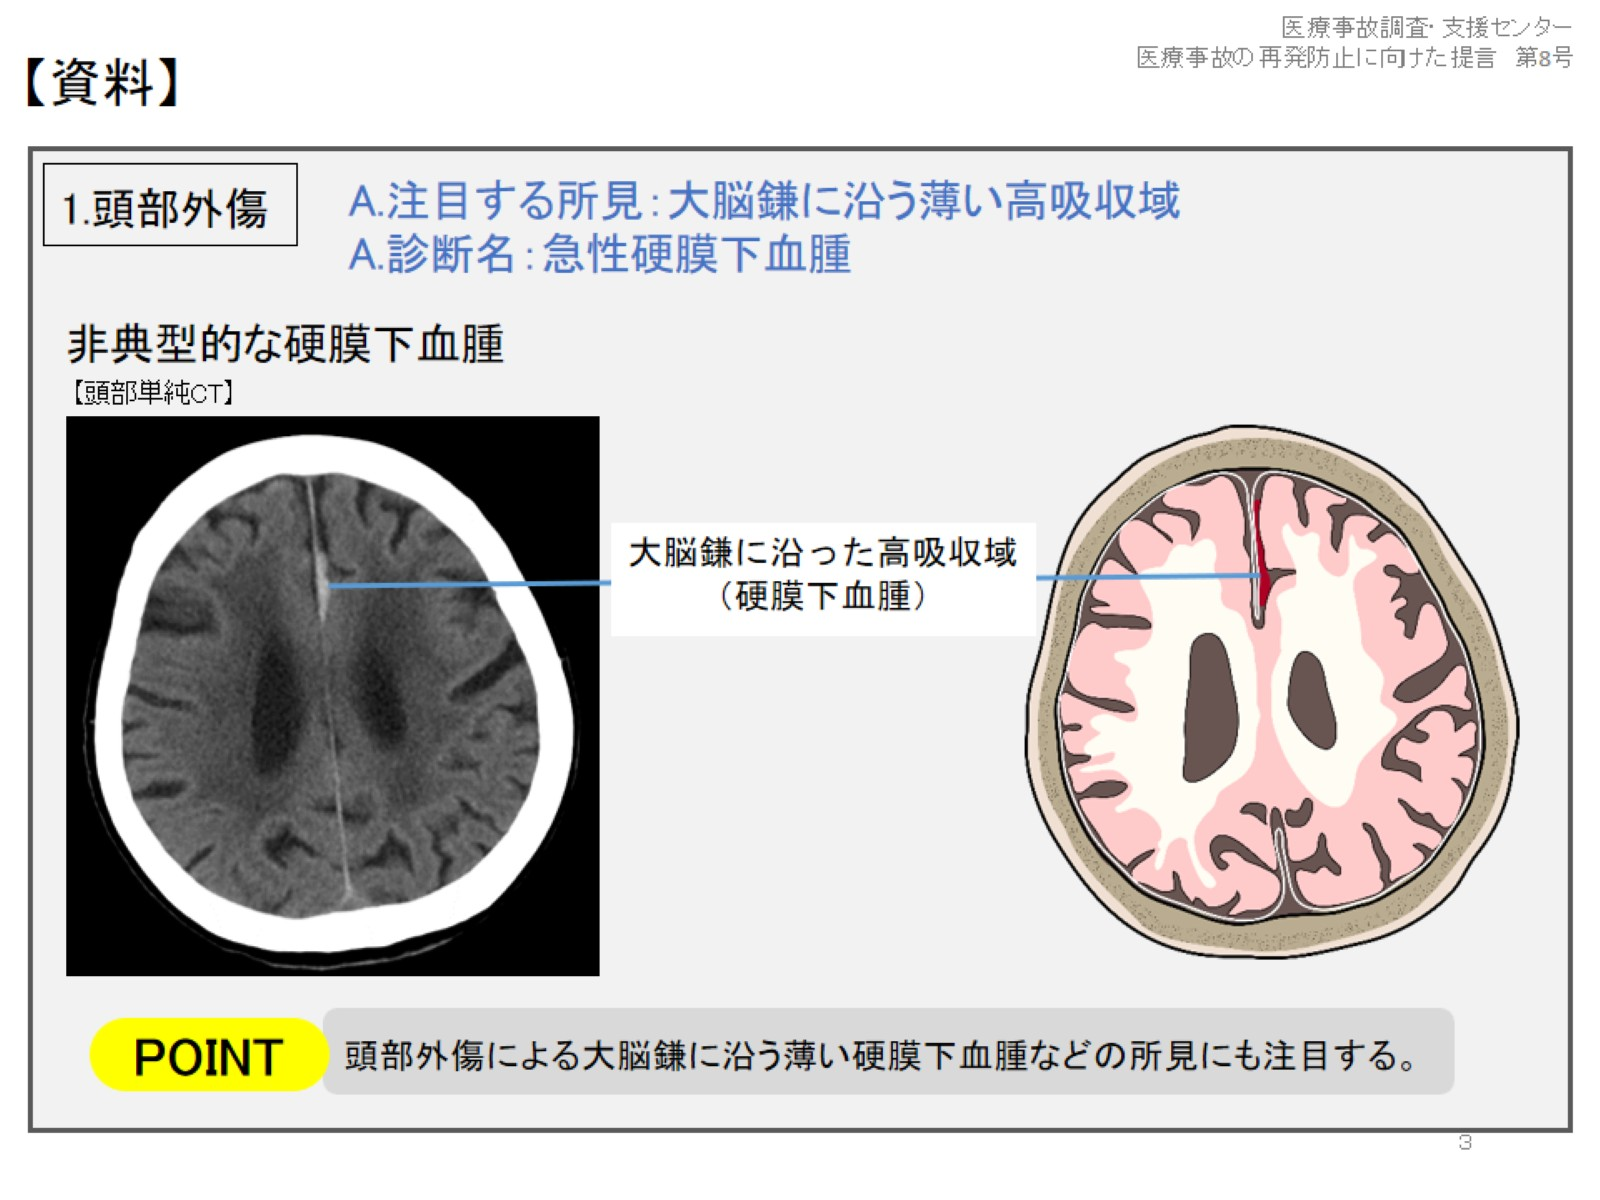 医療事故調査・支援センター
医療事故の再発防止に向けた提言 第8号
【資料】
1.頭部外傷
A.注目する所見：大脳鎌に沿う薄い高吸収域
A.診断名：急性硬膜下血腫
非典型的な硬膜下血腫
【頭部単純CT】
大脳鎌に沿った高吸収域
（硬膜下血腫）
POINT
頭部外傷による大脳鎌に沿う薄い硬膜下血腫などの所見にも注目する。
3